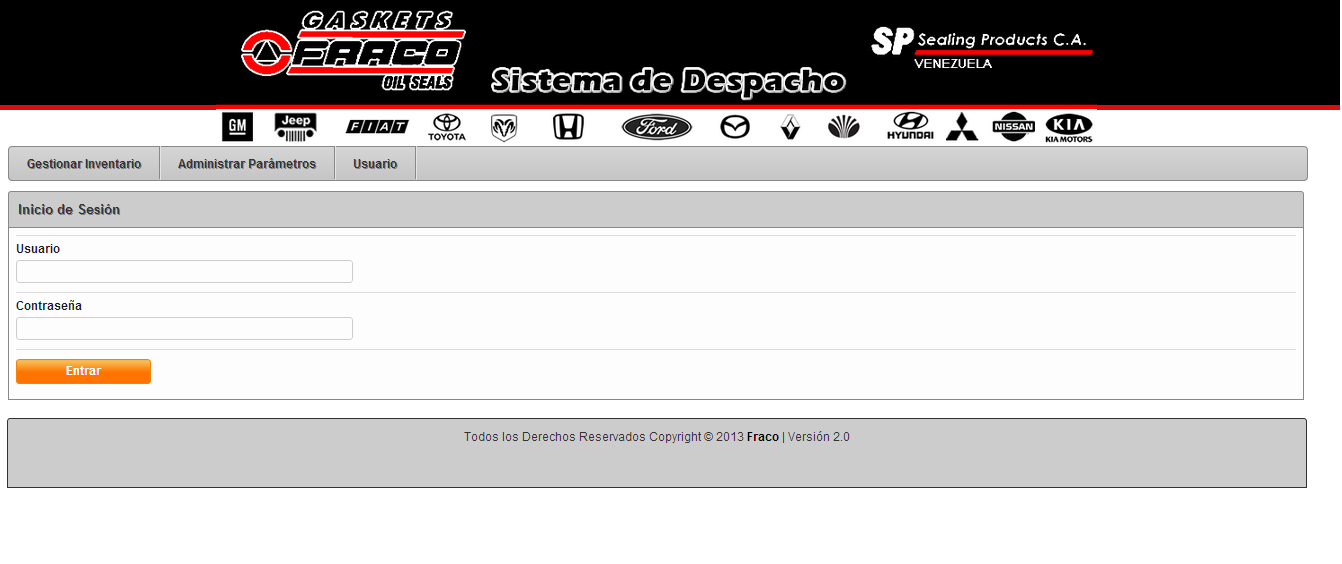 GASKETS
FRACO
OIL SEALS
Sistema de Despacho
SP Sealing Products C.A.
VENEZUELA
GM Jeep FIAT TOYOTA Ford HYUNDAI NISSAN KIA
KIA MOTORS
Gestionar Inventario Administrar Parámetros Usuario
Inicio de Sesión
Usuario
Contraseña
Entrar
Todos los Derechos Reservados Copyright © 2013 Fraco | Versión 2.0